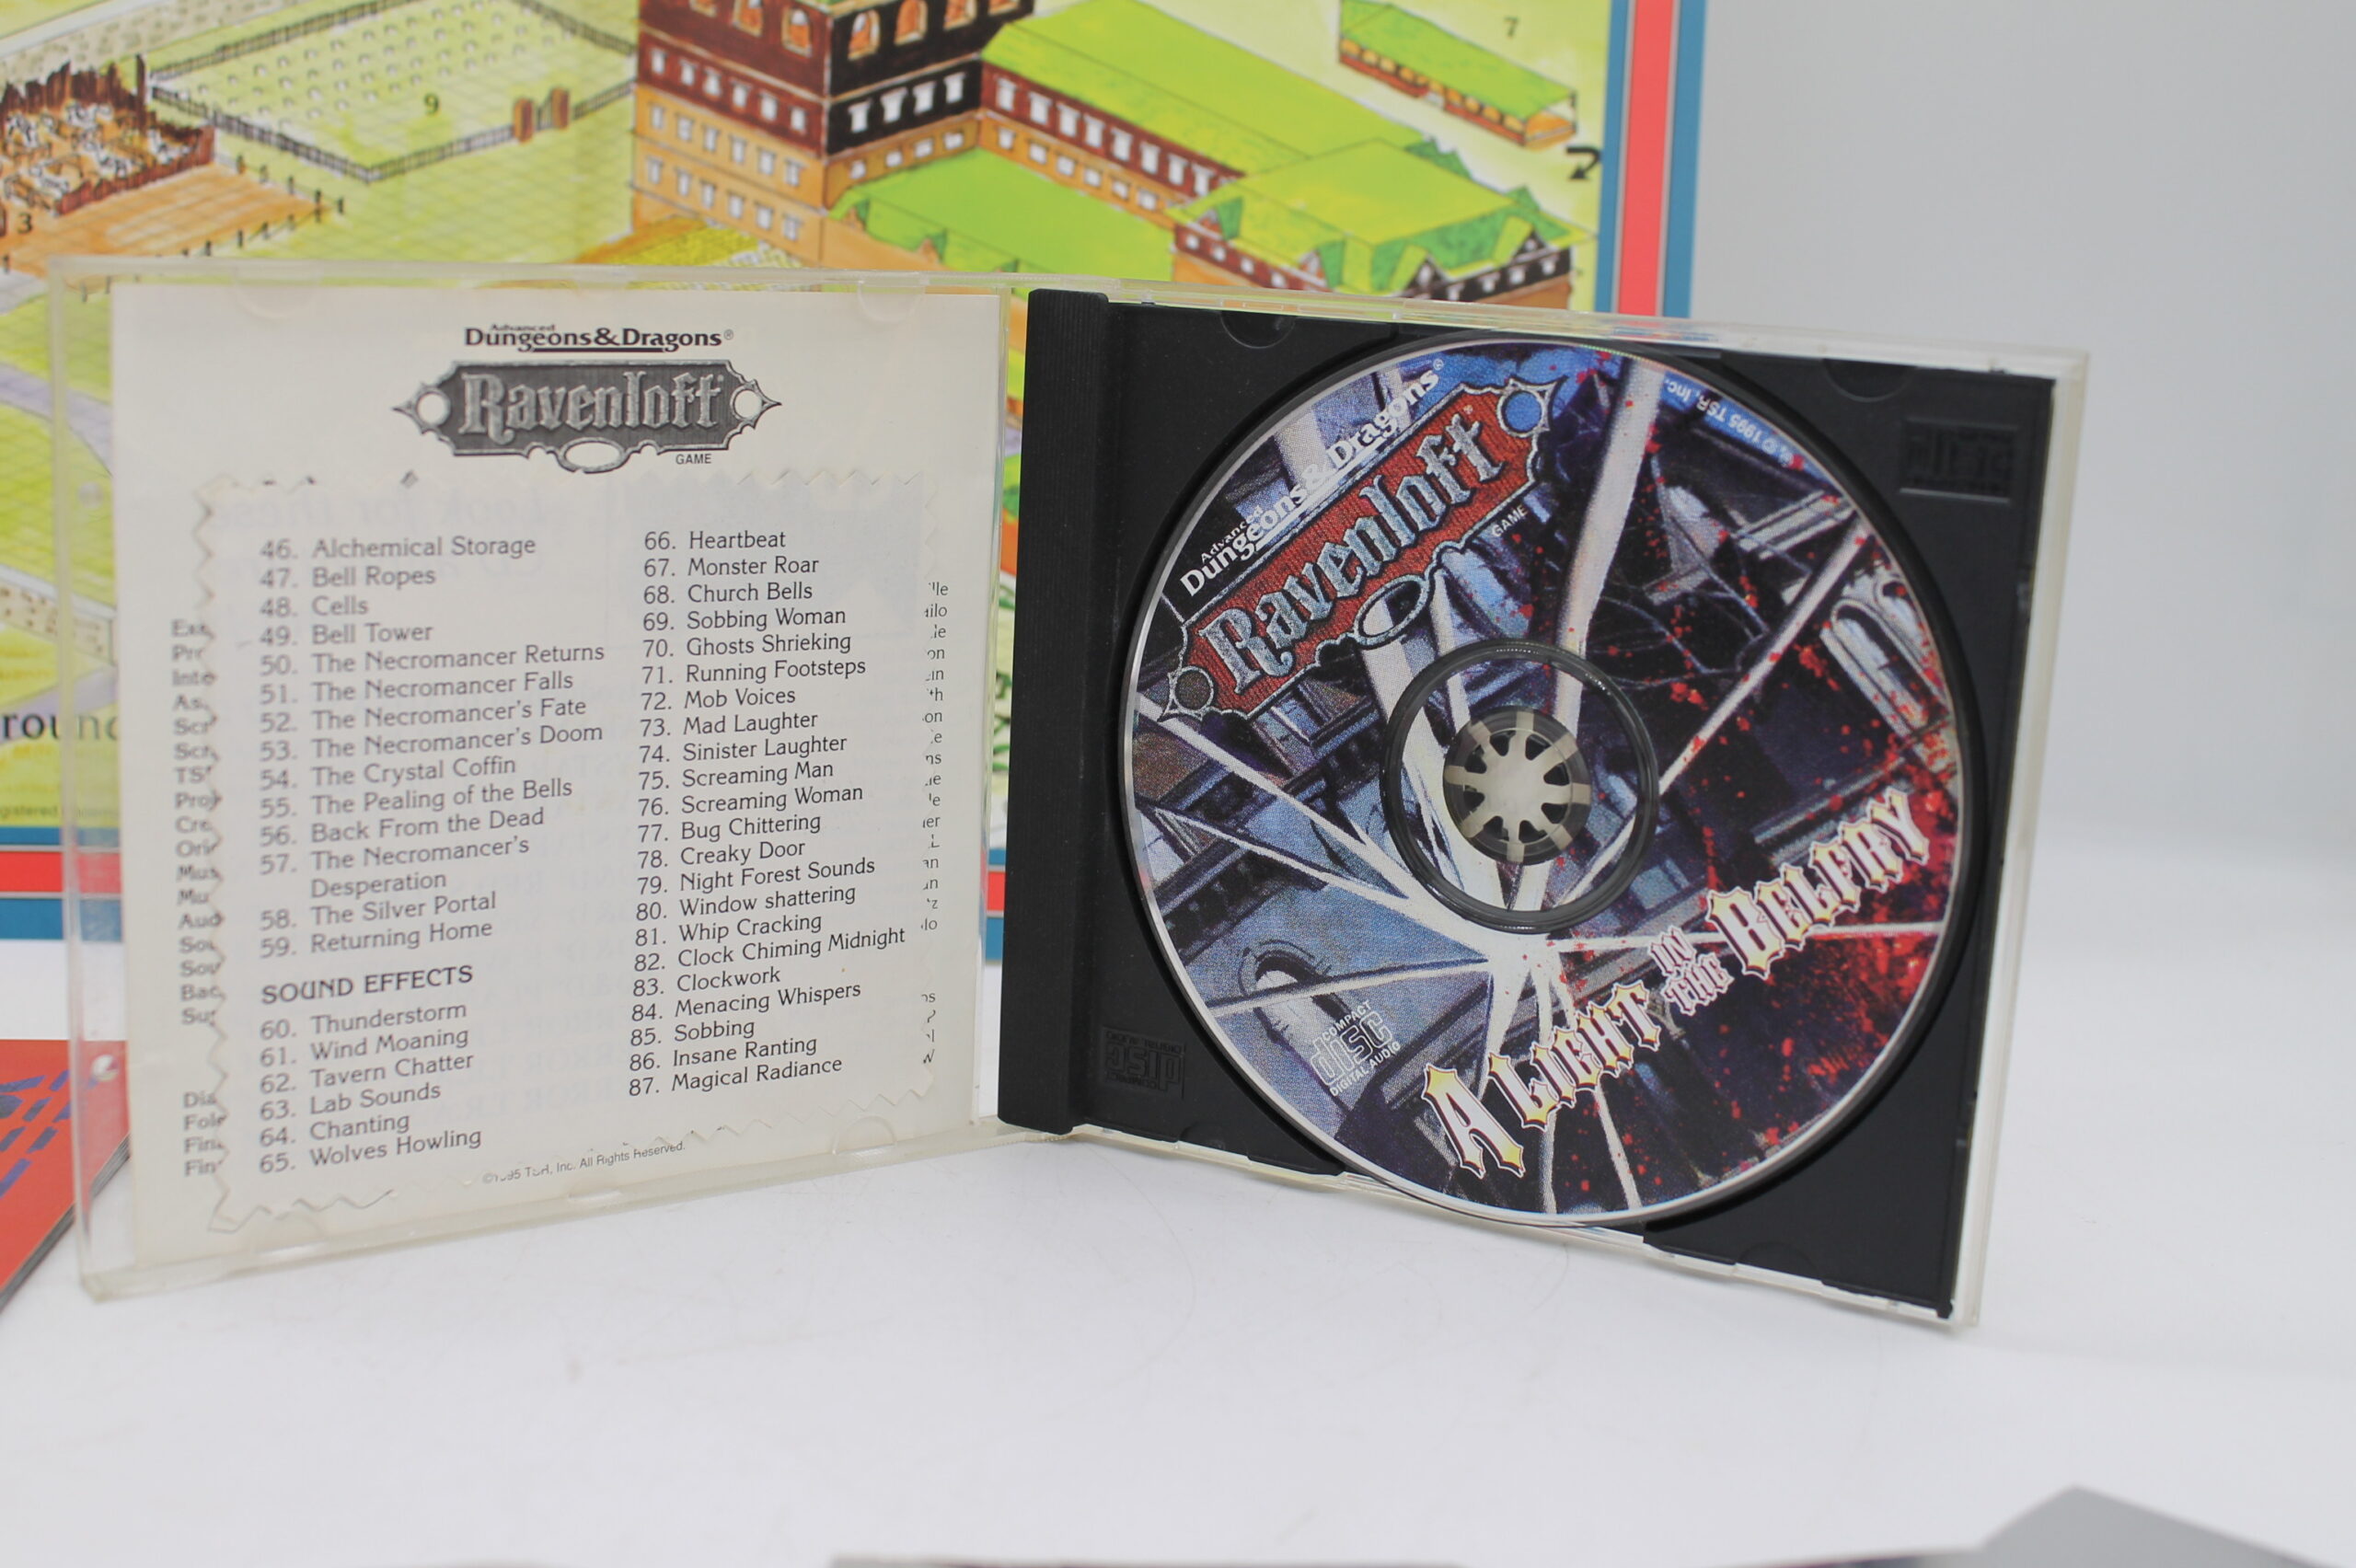 7
9
3
Advanced
Dungeons&Dragons®
Ravenloft
GAME
46. Alchemical Storage
47. Bell Ropes
48. Cells
49. Bell Tower
50. The Necromancer Returns
51. The Necromancer Falls
52. The Necromancer's Fate
53. The Necromancer's Doom
54. The Crystal Coffin
55. The Pealing of the Bells
56. Back From the Dead
57. The Necromancer's
Desperation
58. The Silver Portal
59. Returning Home
SOUND EFFECTS
60. Thunderstorm
61. Wind Moaning
62. Tavern Chatter
63. Lab Sounds
64. Chanting
65. Wolves Howling
66. Heartbeat
67. Monster Roar
68. Church Bells
69. Sobbing Woman
70. Ghosts Shrieking
71. Running Footsteps
72. Mob Voices
73. Mad Laughter
74. Sinister Laughter
75. Screaming Man
76. Screaming Woman
77. Bug Chittering
78. Creaky Door
79. Night Forest Sounds
80. Window shattering
81. Whip Cracking
82. Clock Chiming Midnight
83. Clockwork
84. Menacing Whispers
85. Sobbing
86. Insane Ranting
87. Magical Radiance
©1995 TSR, Inc. All Rights Reserved.
Advanced
Dungeons&Dragons®
Ravenloft™
GAME
©1995 TSR, Inc.
A LIGHT IN THE BELFRY
COMPACT
disc
DIGITAL AUDIO